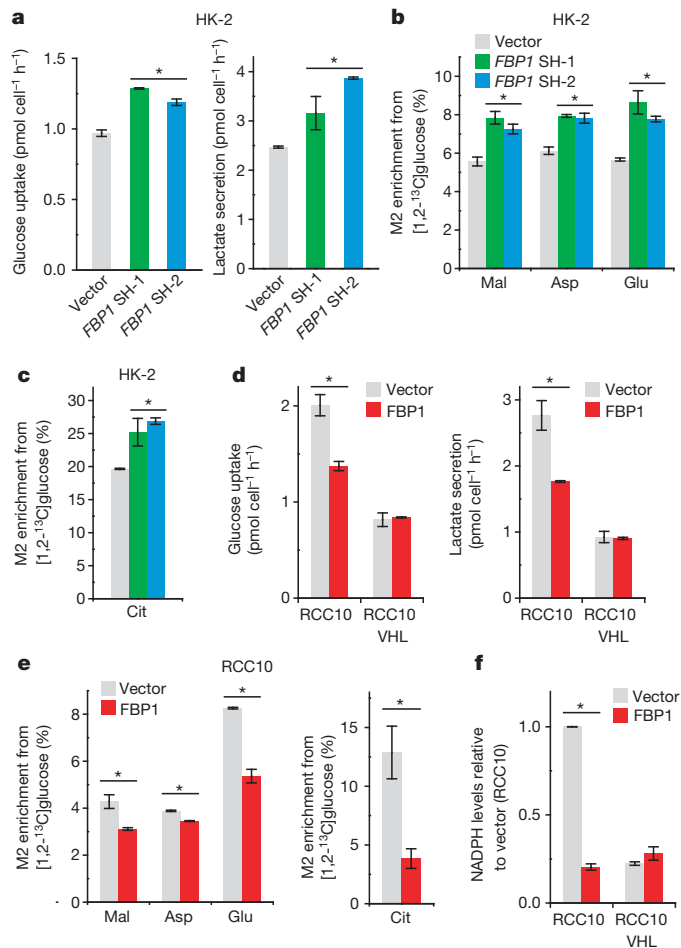 a
HK-2
Glucose uptake (pmol cell⁻¹ h⁻¹)
1.5
1.0
0.5
0.0
*
Vector
FBP1 SH-1
FBP1 SH-2
Lactate secretion (pmol cell⁻¹ h⁻¹)
4
3
2
1
0
*
Vector
FBP1 SH-1
FBP1 SH-2
b
HK-2
Vector
FBP1 SH-1
FBP1 SH-2
M2 enrichment from
[1,2-¹³C]glucose (%)
10
8
6
4
2
0
* * *
Mal Asp Glu
c
HK-2
M2 enrichment from
[1,2-¹³C]glucose (%)
35
30
25
20
15
10
5
0
*
Cit
d
Vector
FBP1
Glucose uptake
(pmol cell⁻¹ h⁻¹)
2
1
0
*
RCC10 RCC10
VHL
Vector
FBP1
Lactate secretion
(pmol cell⁻¹ h⁻¹)
3
2
1
0
*
RCC10 RCC10
VHL
e
RCC10
Vector
FBP1
M2 enrichment from
[1,2-¹³C]glucose (%)
8
6
4
2
0
* * *
Mal Asp Glu
M2 enrichment from
[1,2-¹³C]glucose (%)
15
10
5
0
*
Cit
f
Vector
FBP1
NADPH levels relative
to vector (RCC10)
1.0
0.5
0.0
*
RCC10 RCC10
VHL